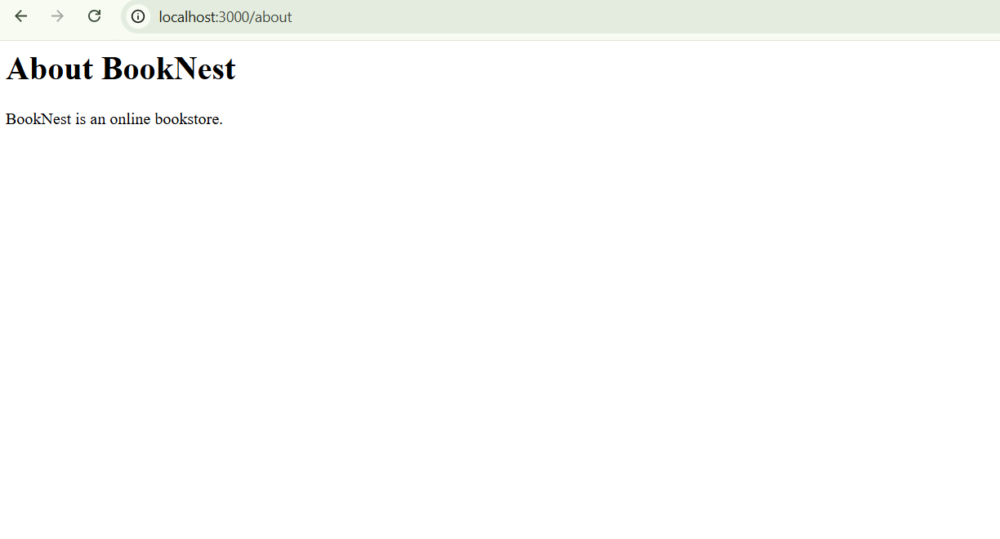 localhost:3000/about
About BookNest
BookNest is an online bookstore.